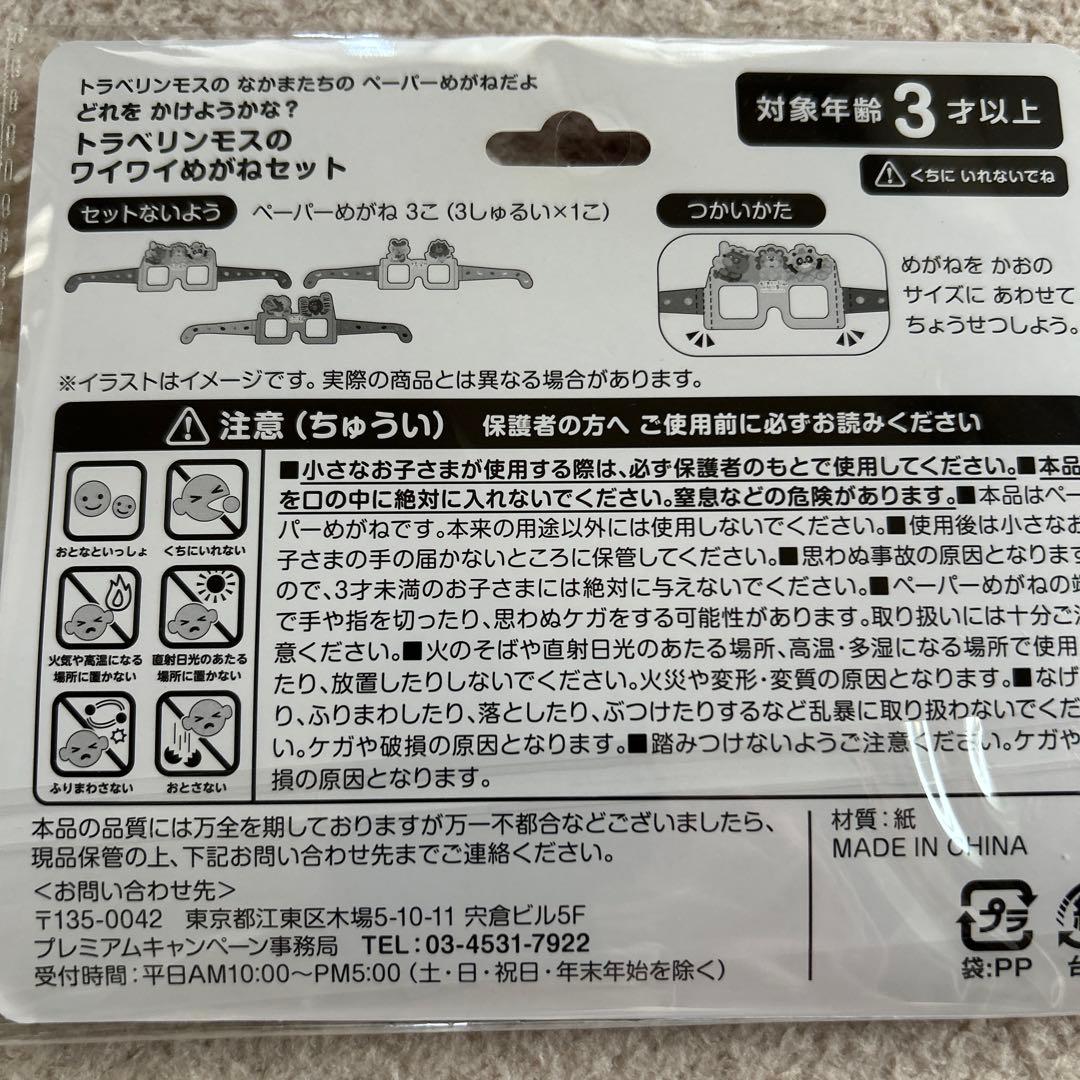 トラベリンモスの なかまたちの ペーパーめがねだよ
どれを かけようかな?
トラベリンモスの
ワイワイめがねセット
対象年齢3才以上
くちに いれないでね
セットないよう ペーパーめがね 3こ(3しゅるい×1こ)
つかいかた
めがねを かおの
サイズに あわせて
ちょうせつしよう。
※イラストはイメージです。実際の商品とは異なる場合があります。
注意(ちゅうい) 保護者の方へ ご使用前に必ずお読みください
おとなといっしょ
くちにいれない
火気や高温になる
場所に置かない
直射日光のあたる
場所に置かない
ふりまわさない
おとさない
■小さなお子さまが使用する際は、必ず保護者のもとで使用してください。■本品
を口の中に絶対に入れないでください。窒息などの危険があります。■本品はペー
パーめがねです。本来の用途以外には使用しないでください。■使用後は小さなお
子さまの手の届かないところに保管してください。■思わぬ事故の原因となります
ので、3才未満のお子さまには絶対に与えないでください。■ペーパーめがねの端
で手や指を切ったり、思わぬケガをする可能性があります。取り扱いには十分ご注
意ください。■火のそばや直射日光のあたる場所、高温・多湿になる場所で使用
たり、放置したりしないでください。火災や変形・変質の原因となります。■なげ
り、ふりまわしたり、落としたり、ぶつけたりするなど乱暴に取り扱わないでくだ
い。ケガや破損の原因となります。■踏みつけないようご注意ください。ケガや
損の原因となります。
本品の品質には万全を期しておりますが万一不都合などございましたら、
現品保管の上、下記お問い合わせ先までご連絡ください。
<お問い合わせ先>
〒135-0042 東京都江東区木場5-10-11 宍倉ビル5F
プレミアムキャンペーン事務局 TEL:03-4531-7922
受付時間:平日AM10:00~PM5:00(土・日・祝日・年末年始を除く)
材質:紙
MADE IN CHINA
プラ
袋:PP
台